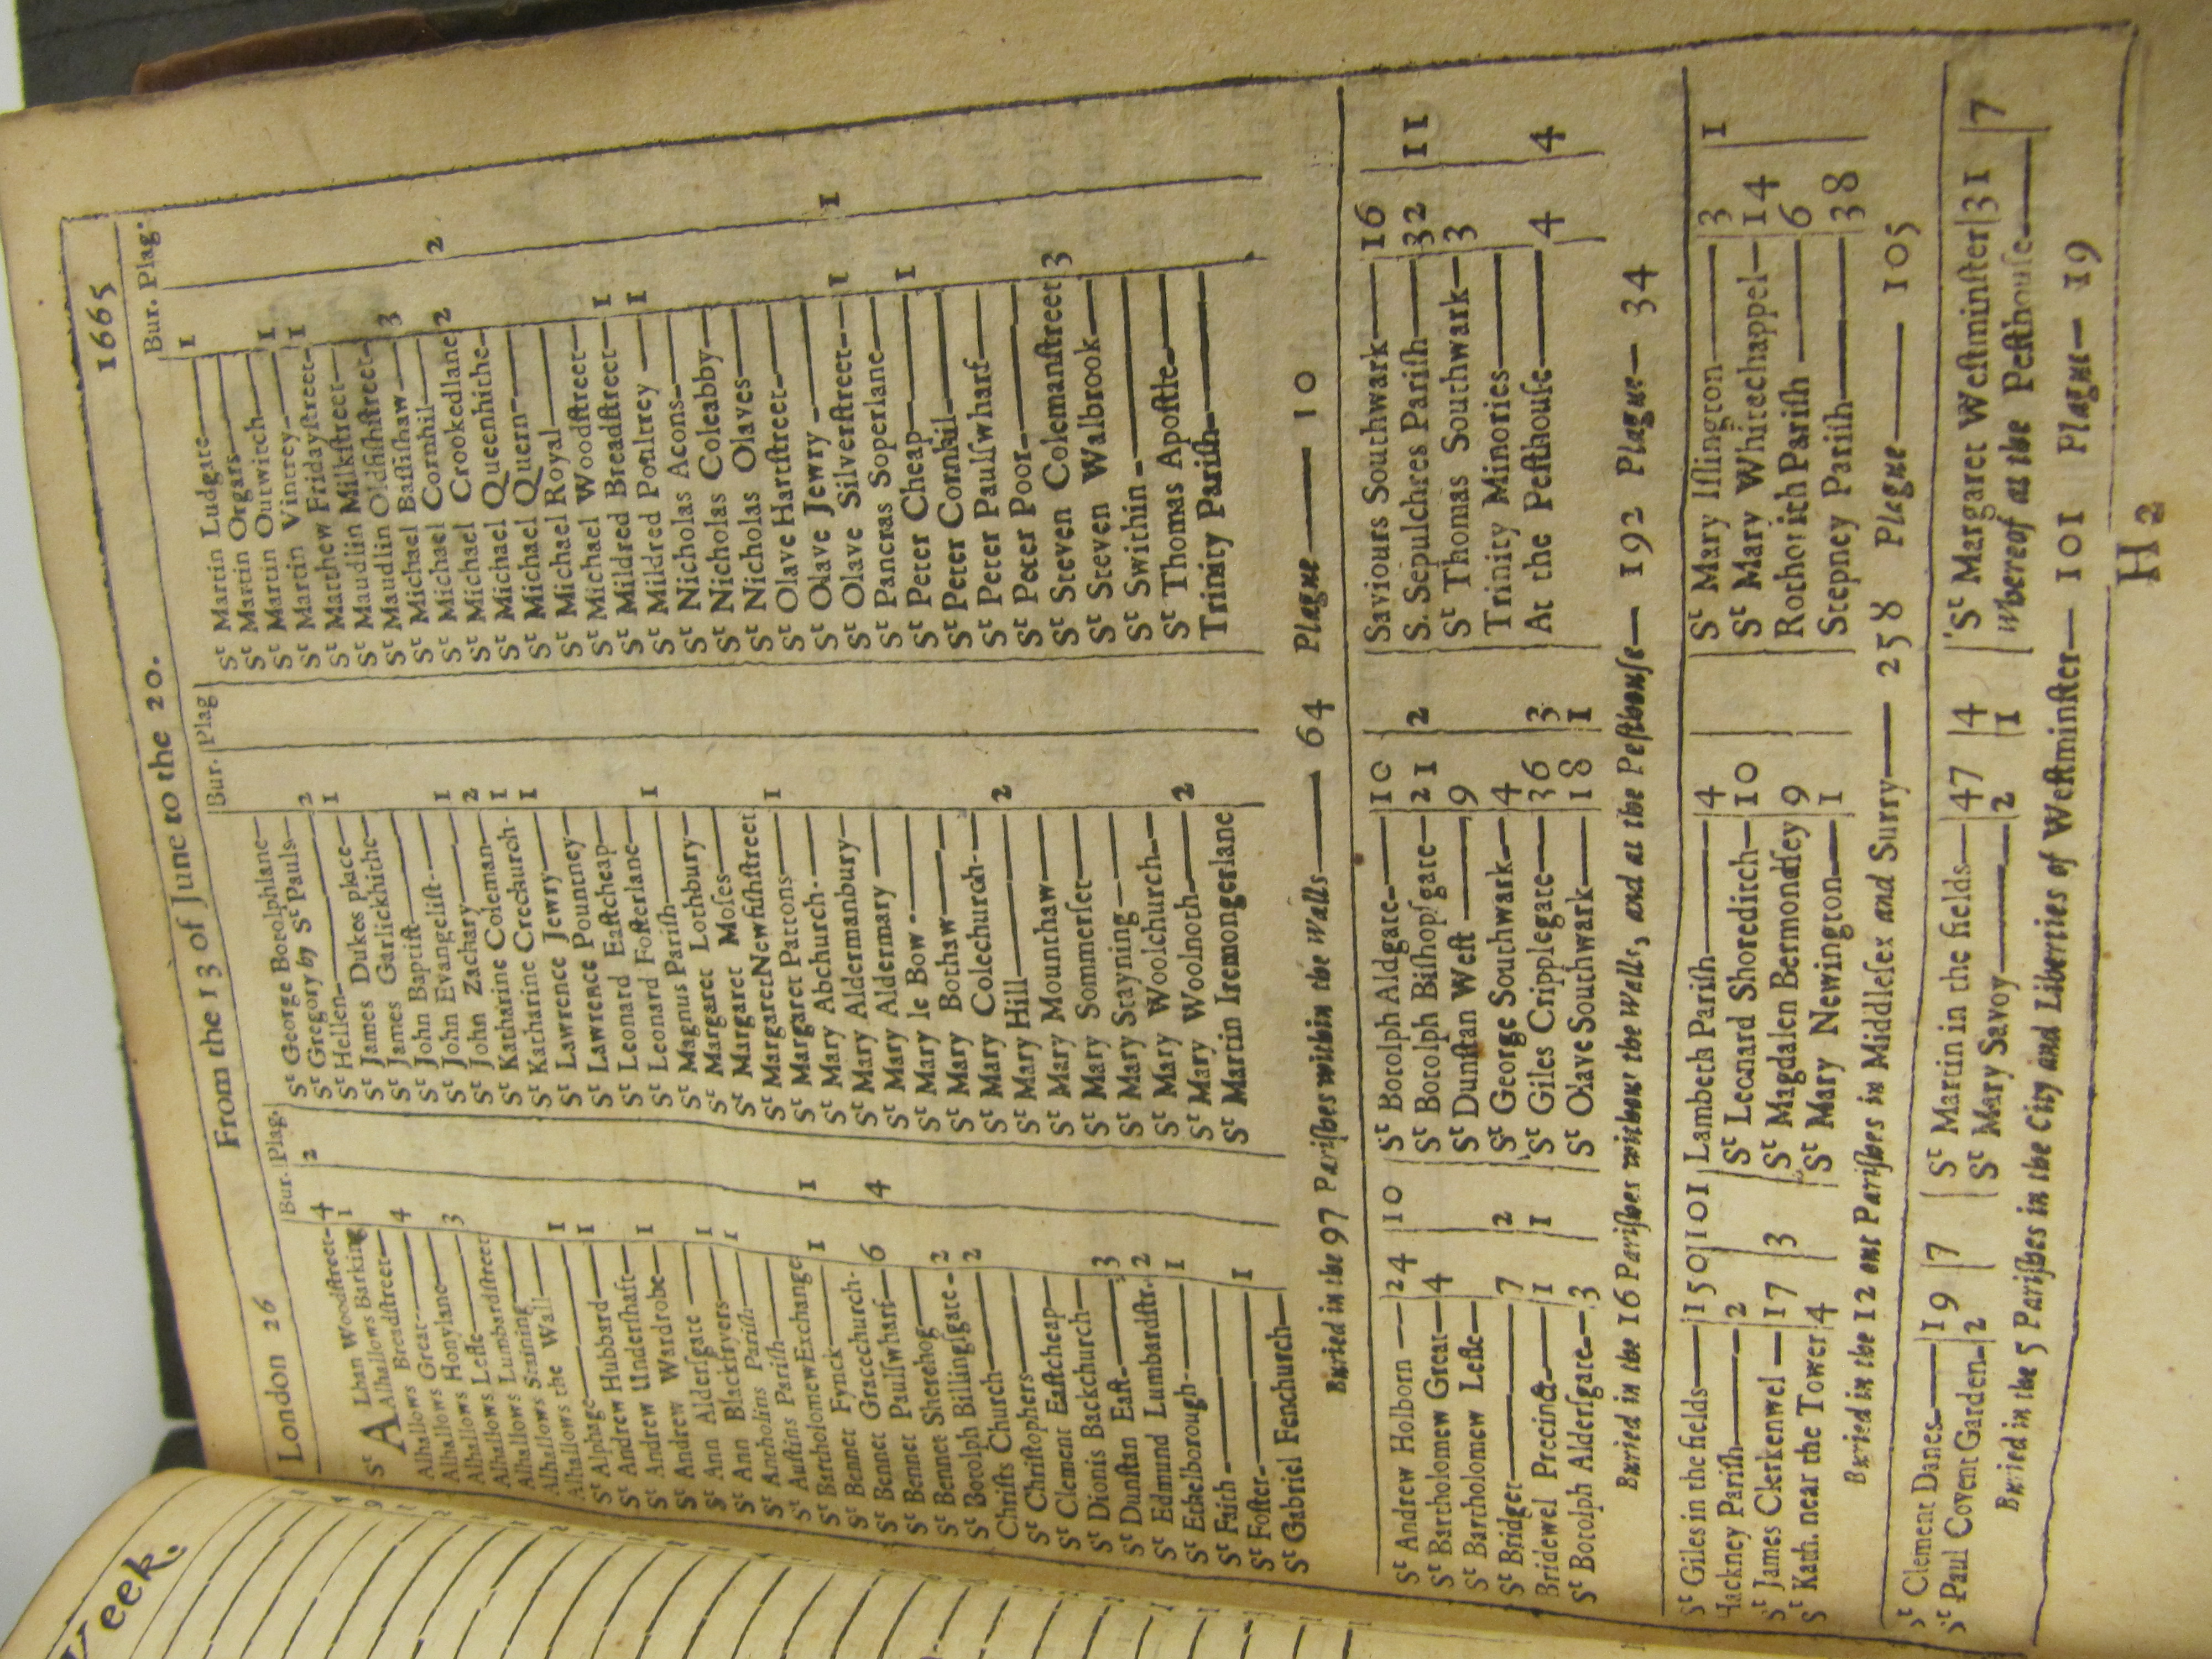 London 26 From the 13 of June to the 20. 1665
Bur. Plag.
St ALban Woodſtreet 4 2
Alhallows Barking 1
Alhallows Breadſtreet
Alhallows Great 4
Alhallows Honylane
Alhallows Leſſe 3
Alhallows Lumbardſtreet
Alhallows Staining
Alhallows the Wall 1
St Alphage 1
St Andrew Hubbard
St Andrew Underſhaft 1
St Andrew Wardrobe
St Ann Alderſgate 1
St Ann Blackfryers 1
St Antholins Pariſh
St Auſtins Pariſh
St Bartholomew Exchange 1 1
St Bennet Fynck
St Bennet Gracechurch
St Bennet Paulſwharf 6 4
St Bennet Sherehog
St Botolph Billingſgate 2
Chriſts Church 2
St Chriſtophers
St Clement Eaſtcheap
St Dionis Backchurch
St Dunſtan Eaſt 3
St Edmund Lumbardſtr. 2
St Ethelborough 1
St Faith
St Foſter 1
St Gabriel Fenchurch
Bur. Plag
St George Botolphlane
St Gregory by St Pauls 2
St Hellen 1
St James Dukes place
St James Garlickhithe
St John Baptiſt
St John Evangeliſt 1
St John Zachary 2
St Katharine Coleman 1
St Katharine Creechurch 1
St Lawrence Jewry
St Lawrence Pountney
St Leonard Eaſtcheap
St Leonard Foſterlane 1
St Magnus Pariſh
St Margaret Lothbury
St Margaret Moſes
St Margaret Newfiſhſtreet 1
St Margaret Pattons
St Mary Abchurch
St Mary Aldermanbury
St Mary Aldermary
St Mary le Bow
St Mary Bothaw
St Mary Colechurch
St Mary Hill 2
St Mary Mounthaw
St Mary Sommerſet
St Mary Stayning
St Mary Woolchurch
St Mary Woolnoth 2
St Martin Iremongerlane
Bur. Plag.
St Martin Ludgate 1
St Martin Orgars
St Martin Outwitch 1
St Martin Vintrey 1
St Matthew Fridayſtreet
St Maudlin Milkſtreet
St Maudlin Oldfiſhſtreet
St Michael Baſſiſhaw 3
St Michael Cornhil
St Michael Crookedlane 2 2
St Michael Queenhithe
St Michael Quern
St Michael Royal
St Michael Woodſtreet
St Mildred Breadſtreet 1
St Mildred Poultrey 1
St Nicholas Acons
St Nicholas Coleabby
St Nicholas Olaves
St Olave Hartſtreet
St Olave Jewry
St Olave Silverſtreet 1 1
St Pancras Soperlane
St Peter Cheap 1
St Peter Cornhil
St Peter Paulſwharf
St Peter Poor
St Steven Colemanſtreet 3
St Steven Walbrook
St Swithin
St Thomas Apoſtle
Trinity Pariſh
Buried in the 97 Pariſhes within the Walls 64 Plague 10
St Andrew Holborn 24 10
St Bartholomew Great 4
St Bartholomew Leſſe
St Bridget 7 2
Bridewel Precinct 1 1
St Botolph Alderſgate 3
St Botolph Aldgate 10
St Botolph Biſhopſgate 21 2
St Dunſtan Weſt 9
St George Southwark 4
St Giles Cripplegate 36 3
St Olave Southwark 18 1
Saviours Southwark 16
S. Sepulchres Pariſh 32 11
St Thomas Southwark 3
Trinity Minories
At the Peſthouſe 4 4
Buried in the 16 Pariſhes without the Walls, and at the Peſthouſe 192 Plague 34
St Giles in the fields 150 101
Hackney Pariſh 2
St James Clerkenwel 17 3
St Kath. near the Tower 4
Lambeth Pariſh 4
St Leonard Shoreditch 10
St Magdalen Bermondſey 9
St Mary Newington 1
St Mary Iſlington 3 1
St Mary Whitechappel 14
Rothorith Pariſh 6
Stepney Pariſh 38
Buried in the 12 out Pariſhes in Middleſex and Surry 258 Plague 105
St Clement Danes 19 7
St Paul Covent Garden 2
St Martin in the fields 47 4
St Mary Savoy 2 1
St Margaret Weſtminſter 31 7
Whereof at the Peſthouſe
Buried in the 5 Pariſhes in the City and Liberties of Weſtminſter 101 Plague 19
H 2
Week.